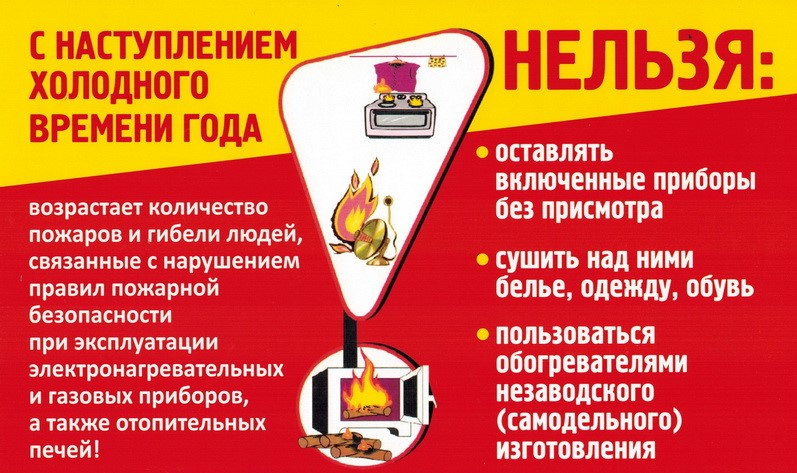 С НАСТУПЛЕНИЕМ
ХОЛОДНОГО
ВРЕМЕНИ ГОДА
возрастает количество
пожаров и гибели людей,
связанные с нарушением
правил пожарной
безопасности
при эксплуатации
электронагревательных
и газовых приборов,
а также отопительных
печей!
НЕЛЬЗЯ:
• оставлять
включенные приборы
без присмотра
• сушить над ними
белье, одежду, обувь
• пользоваться
обогревателями
незаводского
(самодельного)
изготовления